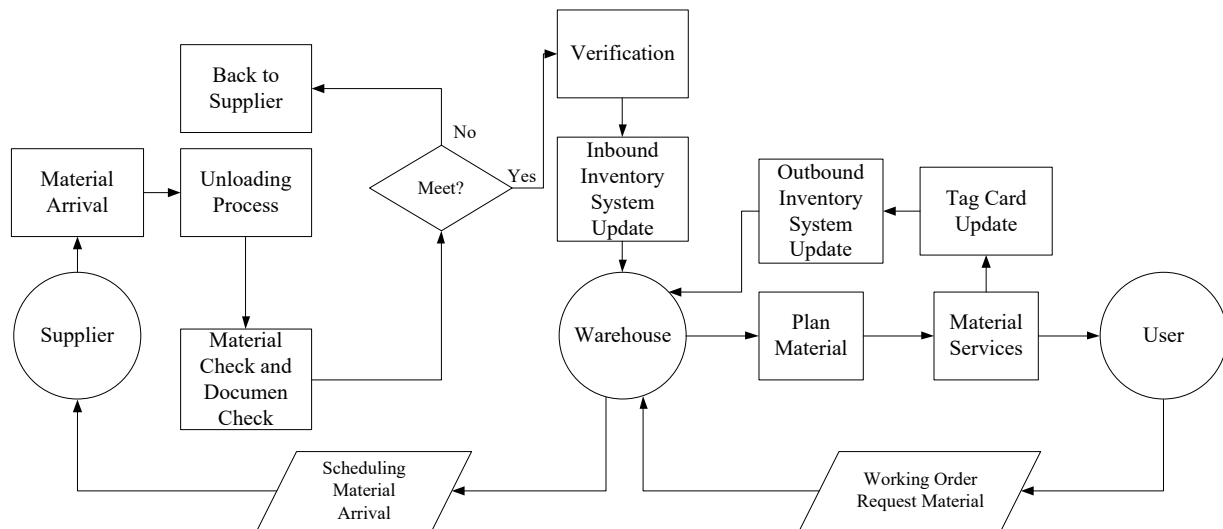 Back to
Supplier
Verification
No
Yes
Meet?
Material
Arrival
Unloading
Process
Inbound
Inventory
System
Update
Outbound
Inventory
System
Update
Tag Card
Update
Supplier
Material
Check and
Documen
Check
Warehouse
Plan
Material
Material
Services
User
Scheduling
Material
Arrival
Working Order
Request Material